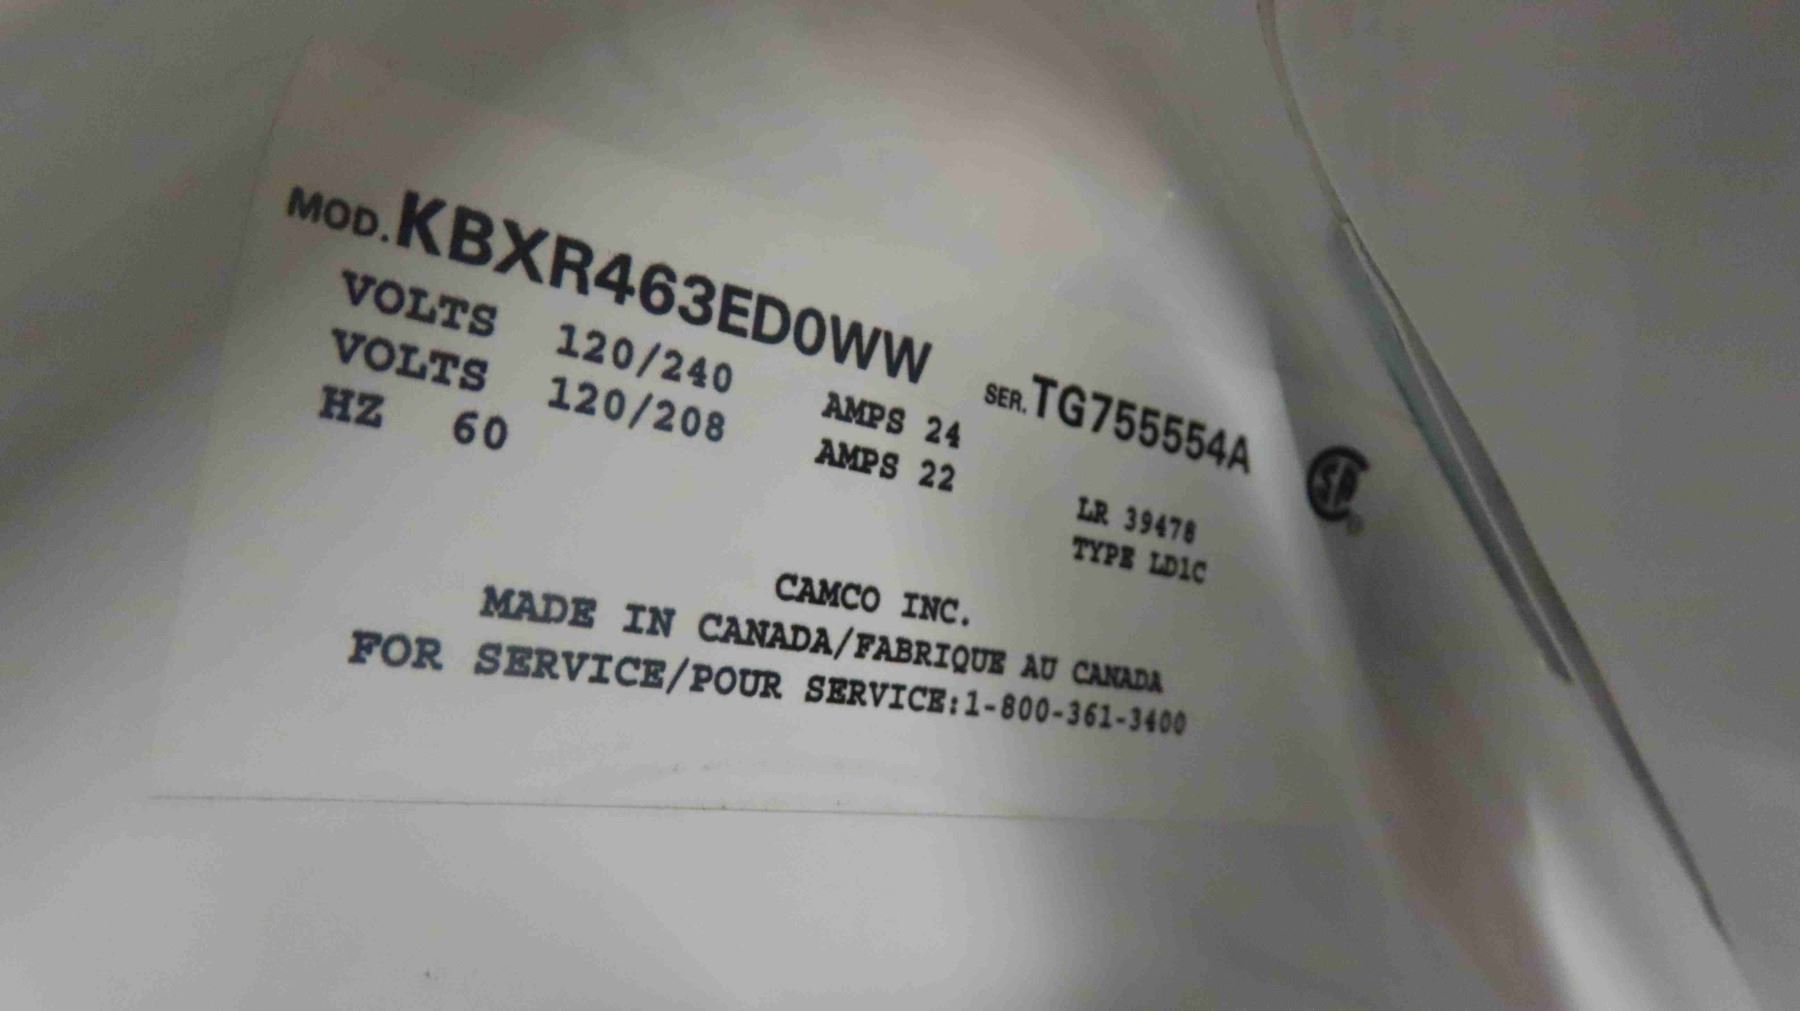 MOD. KBXR463ED0WW SER. TG755554A
VOLTS 120/240 AMPS 24
VOLTS 120/208 AMPS 22
HZ 60
LR 39478
TYPE LD1C
CAMCO INC.
MADE IN CANADA/FABRIQUE AU CANADA
FOR SERVICE/POUR SERVICE:1-800-361-3400
SA ®